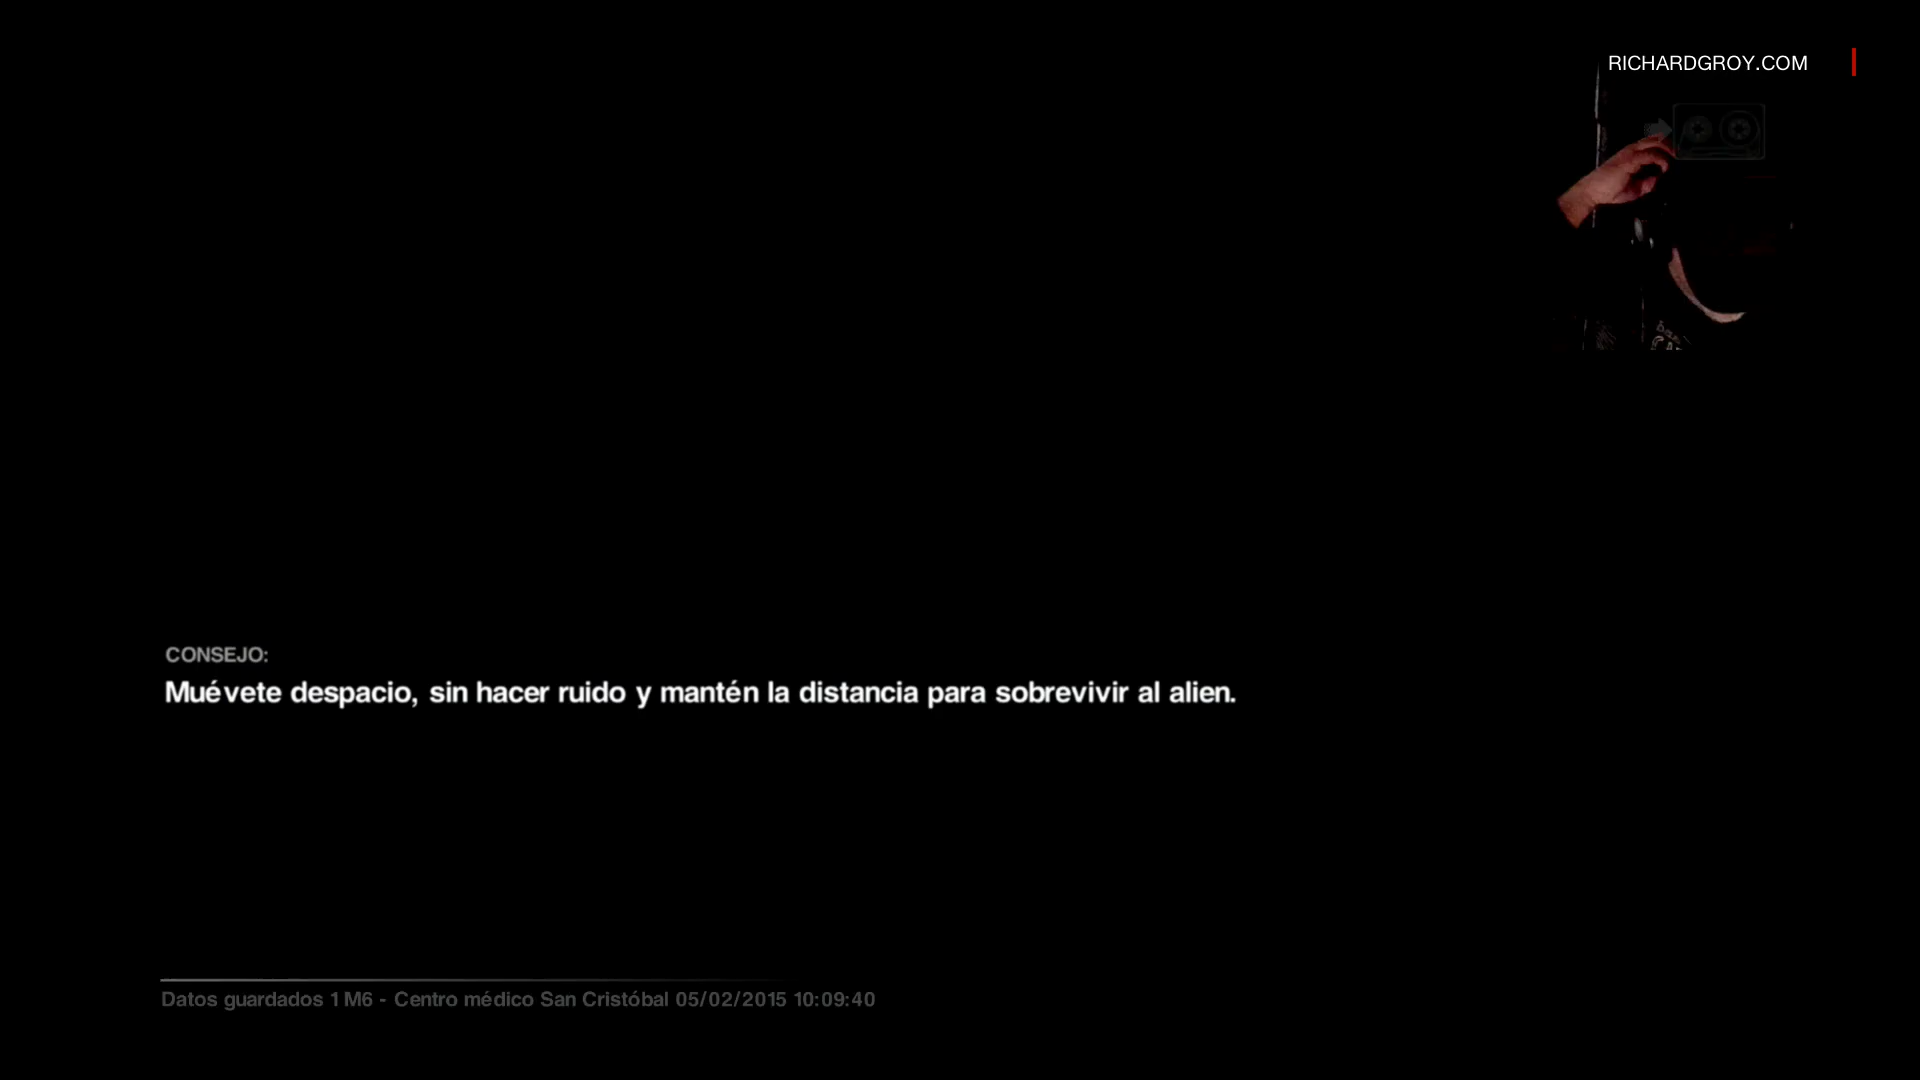 RICHARDGROY.COM
CONSEJO:
Muévete despacio, sin hacer ruido y mantén la distancia para sobrevivir al alien.
Datos guardados 1 M6 - Centro médico San Cristóbal 05/02/2015 10:09:40